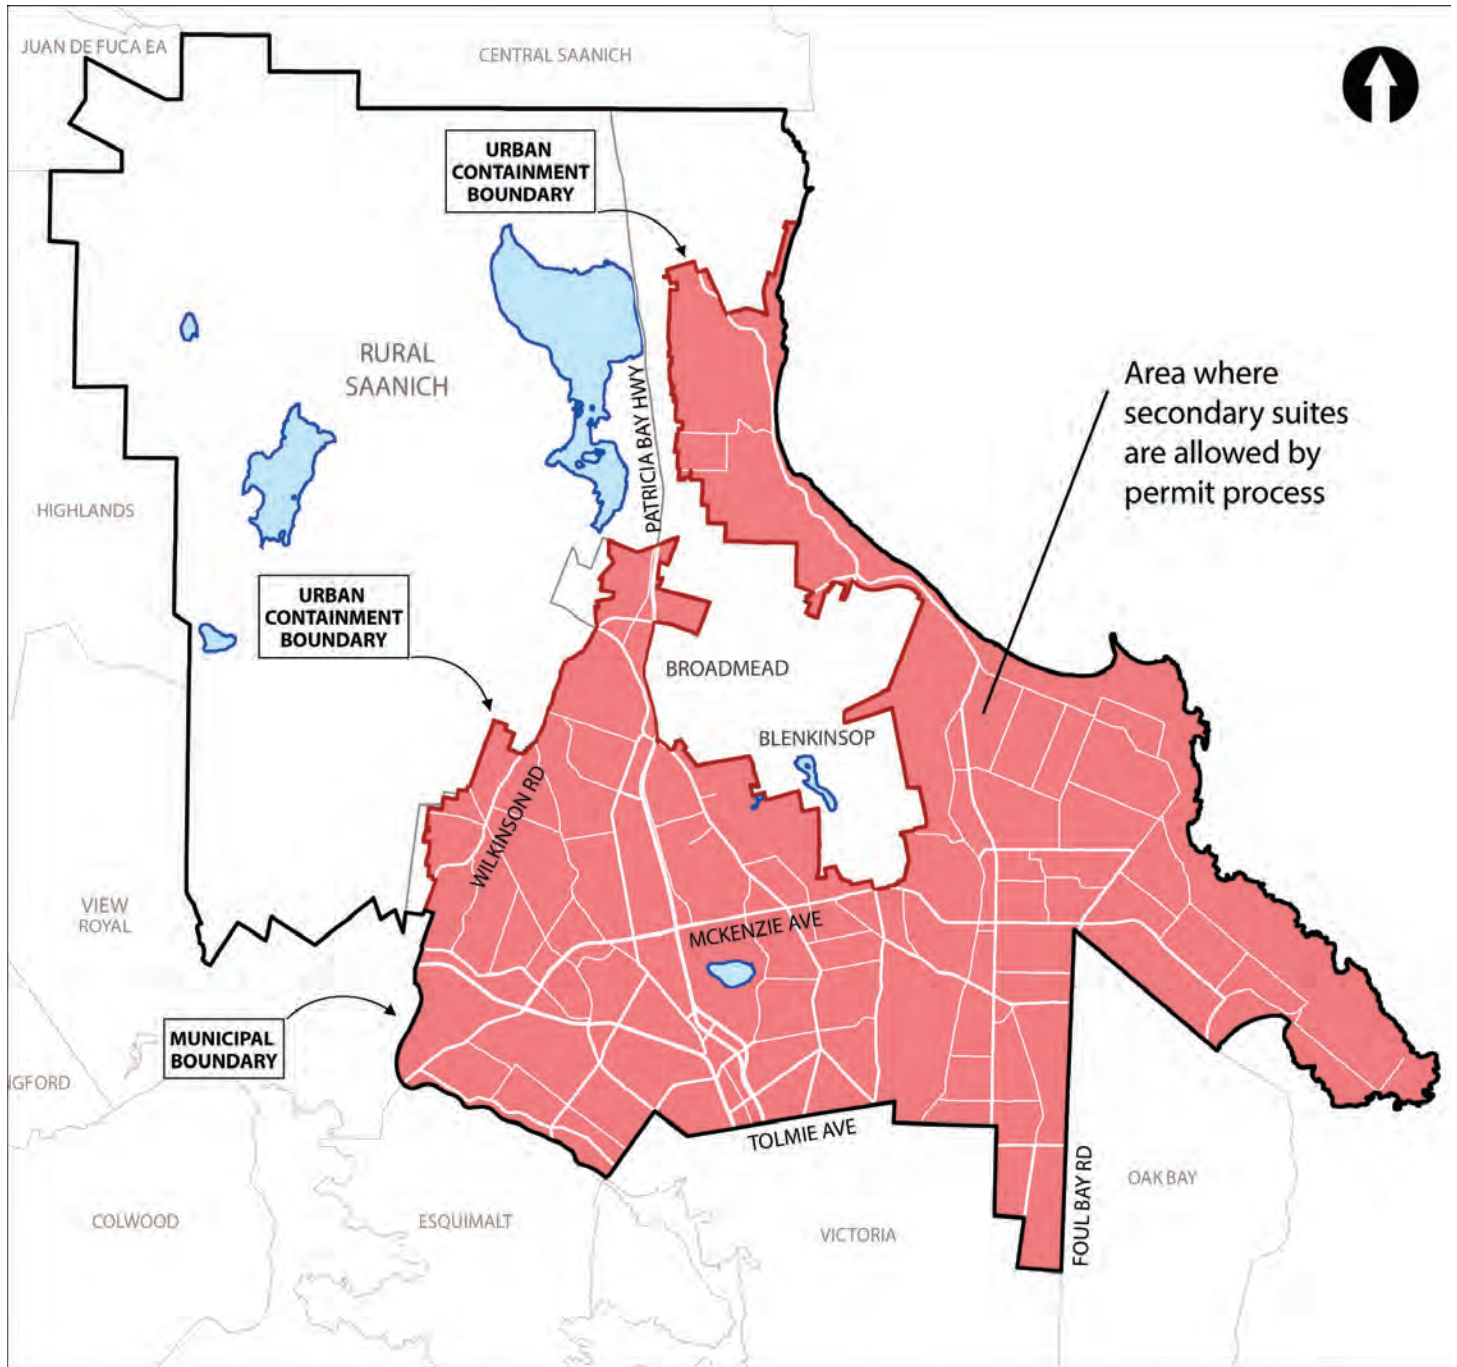 JUAN DE FUCA EA
CENTRAL SAANICH
URBAN
CONTAINMENT
BOUNDARY
RURAL
SAANICH
PATRICIA BAY HWY
Area where
secondary suites
are allowed by
permit process
HIGHLANDS
URBAN
CONTAINMENT
BOUNDARY
BROADMEAD
BLENKINSOP
WILKINSON RD
VIEW
ROYAL
MCKENZIE AVE
MUNICIPAL
BOUNDARY
NGFORD
TOLMIE AVE
FOUL BAY RD
OAK BAY
COLWOOD
ESQUIMALT
VICTORIA